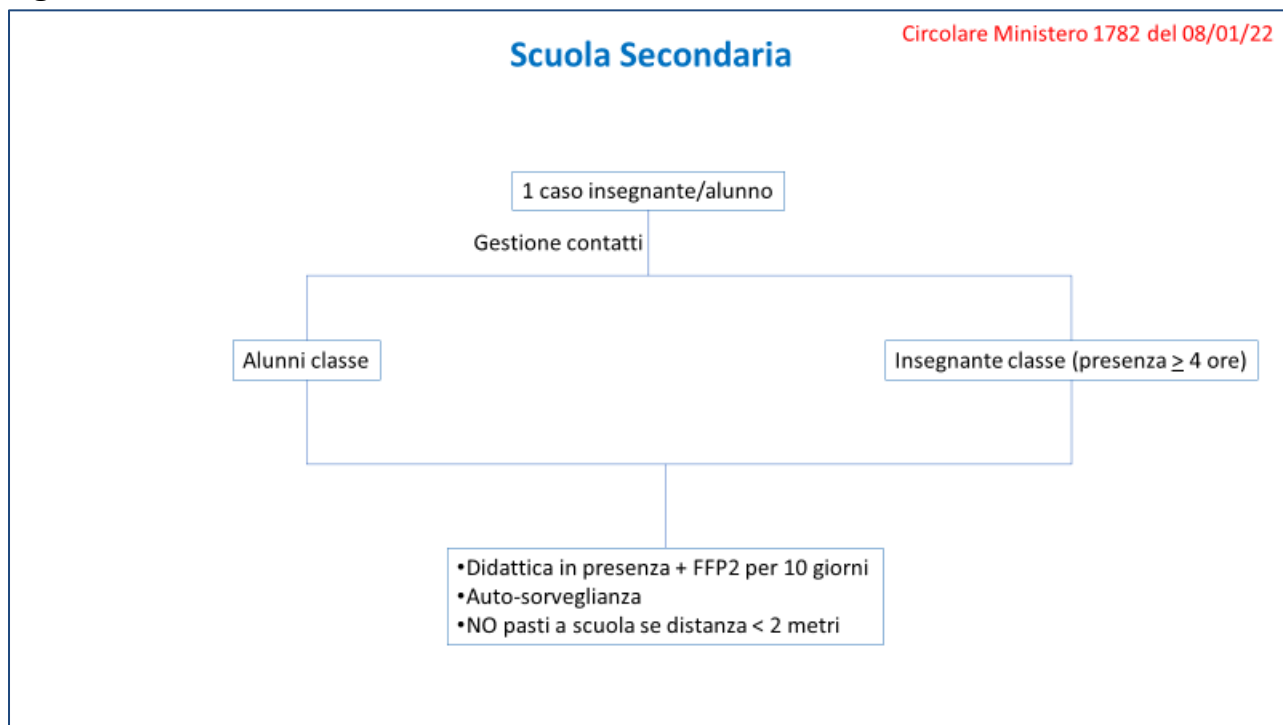 Circolare Ministero 1782 del 08/01/22
Scuola Secondaria
1 caso insegnante/alunno
Gestione contatti
Alunni classe
Insegnante classe (presenza ≥ 4 ore)
•Didattica in presenza + FFP2 per 10 giorni
•Auto-sorveglianza
•NO pasti a scuola se distanza < 2 metri